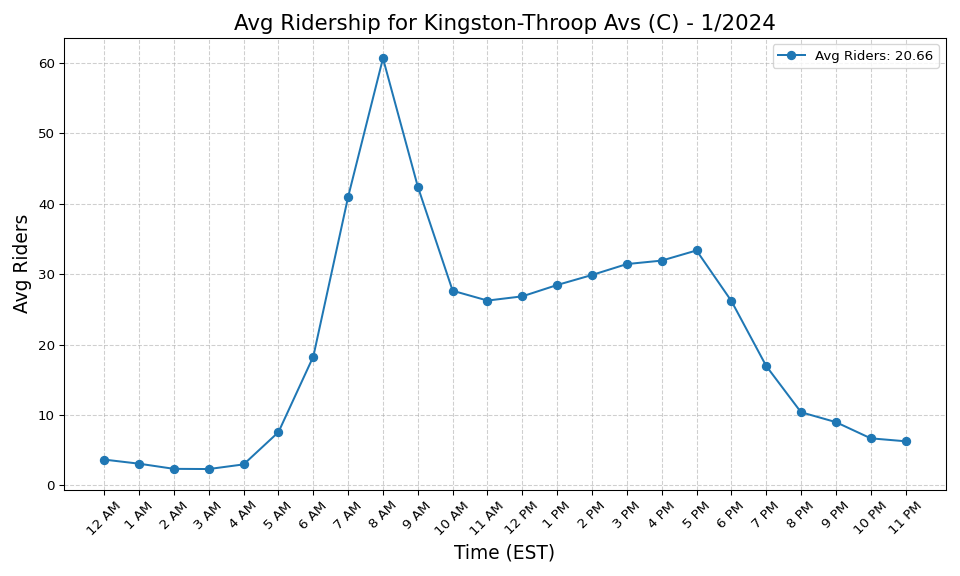 Avg Ridership for Kingston-Throop Avs (C) - 1/2024
Avg Riders: 20.66
60
50
40
30
20
10
0
Avg Riders
12 AM
1 AM
2 AM
3 AM
4 AM
5 AM
6 AM
7 AM
8 AM
9 AM
10 AM
11 AM
12 PM
1 PM
2 PM
3 PM
4 PM
5 PM
6 PM
7 PM
8 PM
9 PM
10 PM
11 PM
Time (EST)